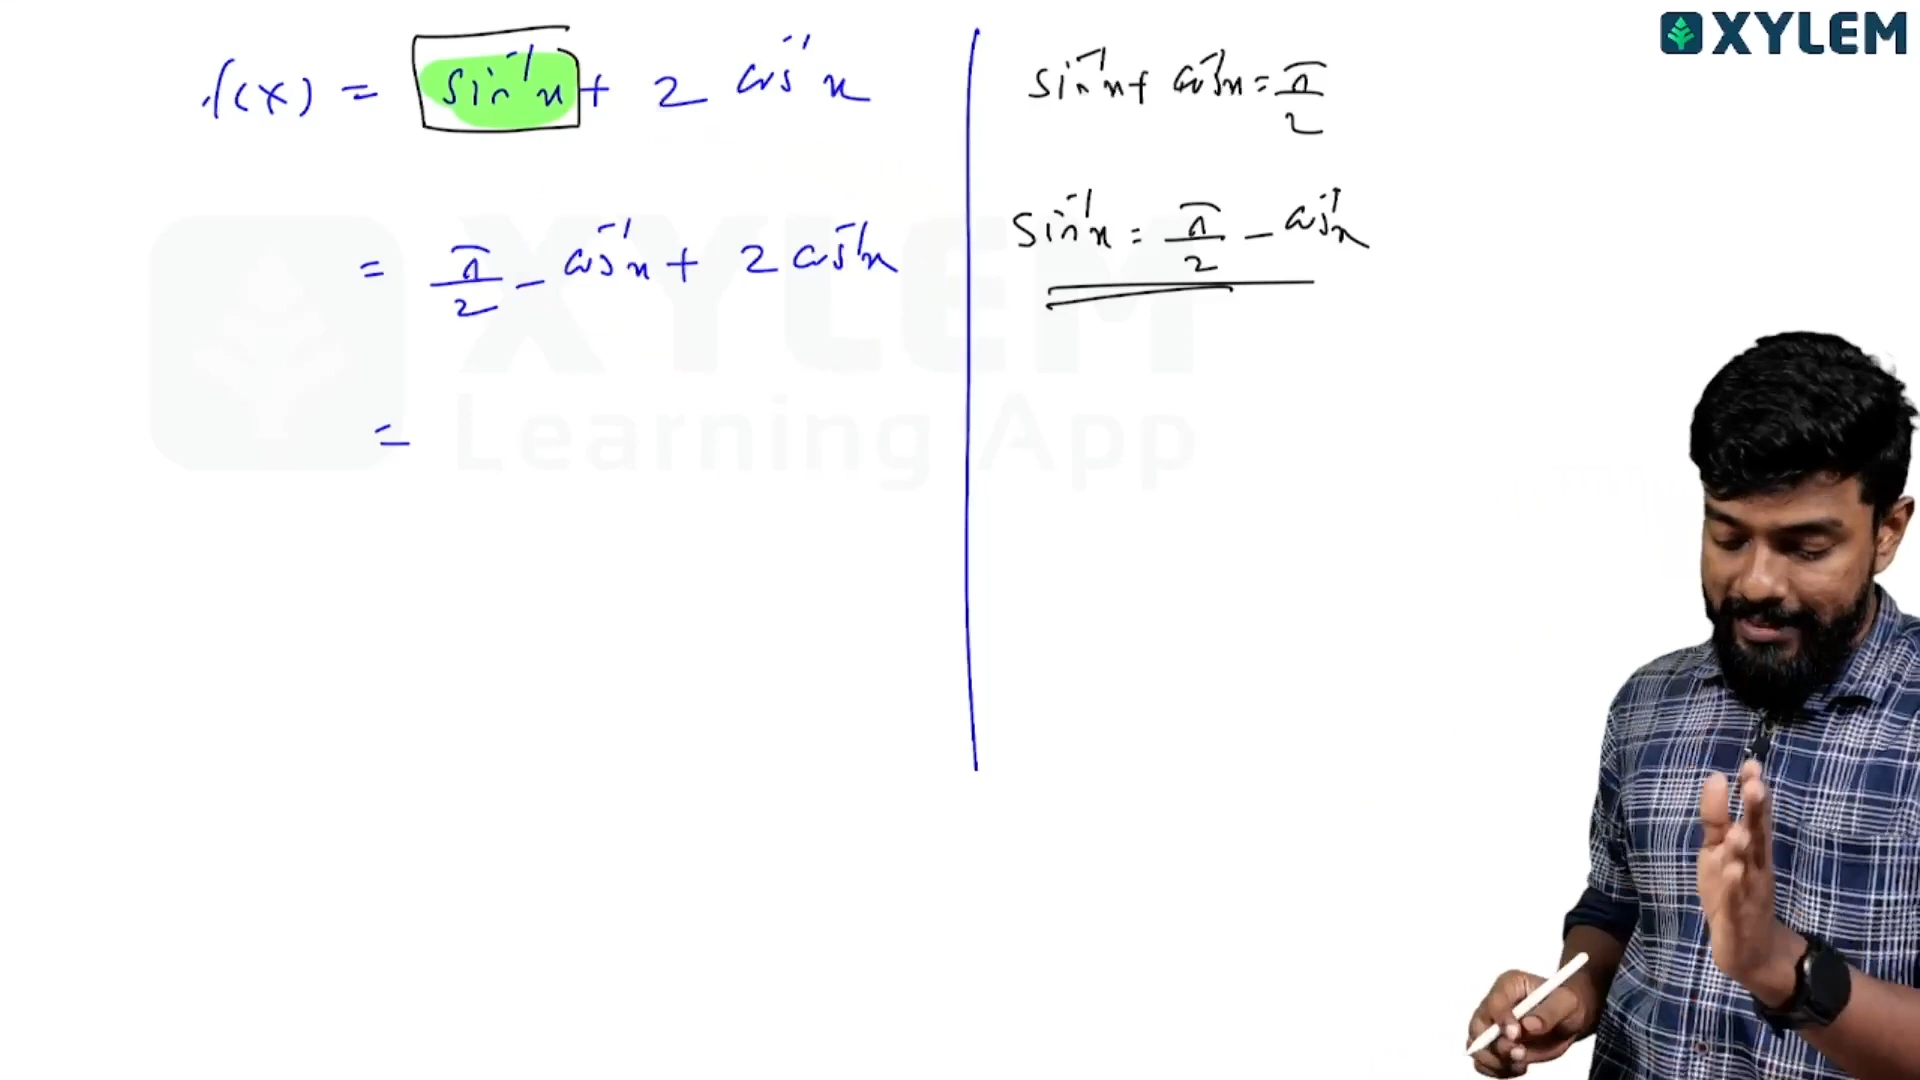 XYLEM
f(x) = sin⁻¹x + 2 cos⁻¹x
= π/2 - cos⁻¹x + 2 cos⁻¹x
=
sin⁻¹x + cos⁻¹x = π/2
sin⁻¹x = π/2 - cos⁻¹x
XYLEM
Learning App